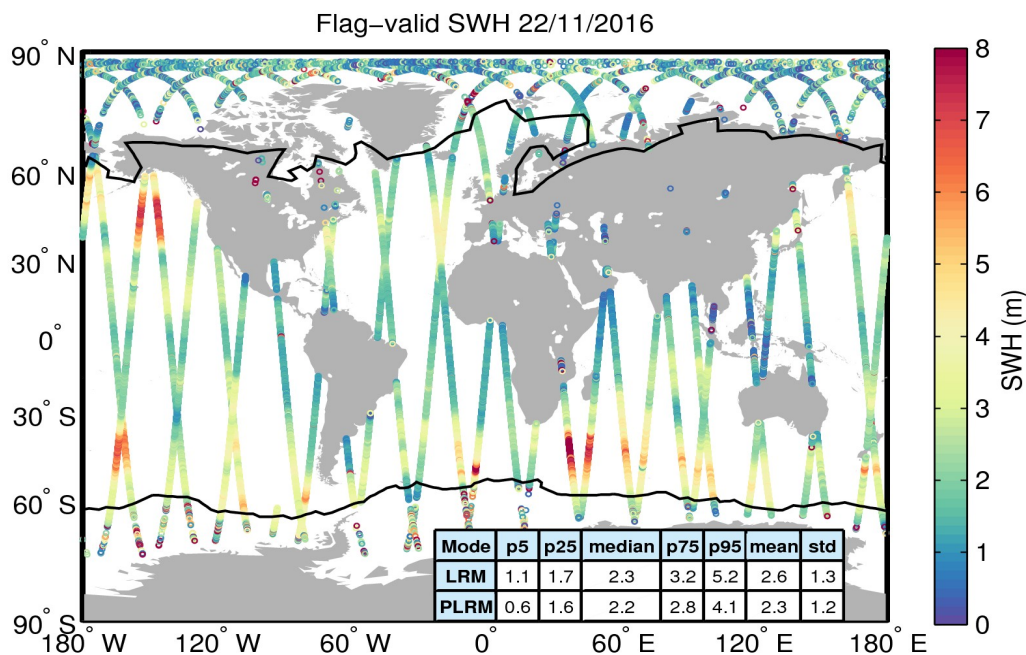 Flag−valid SWH 22/11/2016
90° N
60° N
30° N
0°
30° S
60° S
90° S
180° W
120° W
60° W
0°
60° E
120° E
180° E
8
7
6
5
4
3
2
1
0
SWH (m)
Mode p5 p25 median p75 p95 mean std
LRM 1.1 1.7 2.3 3.2 5.2 2.6 1.3
PLRM 0.6 1.6 2.2 2.8 4.1 2.3 1.2